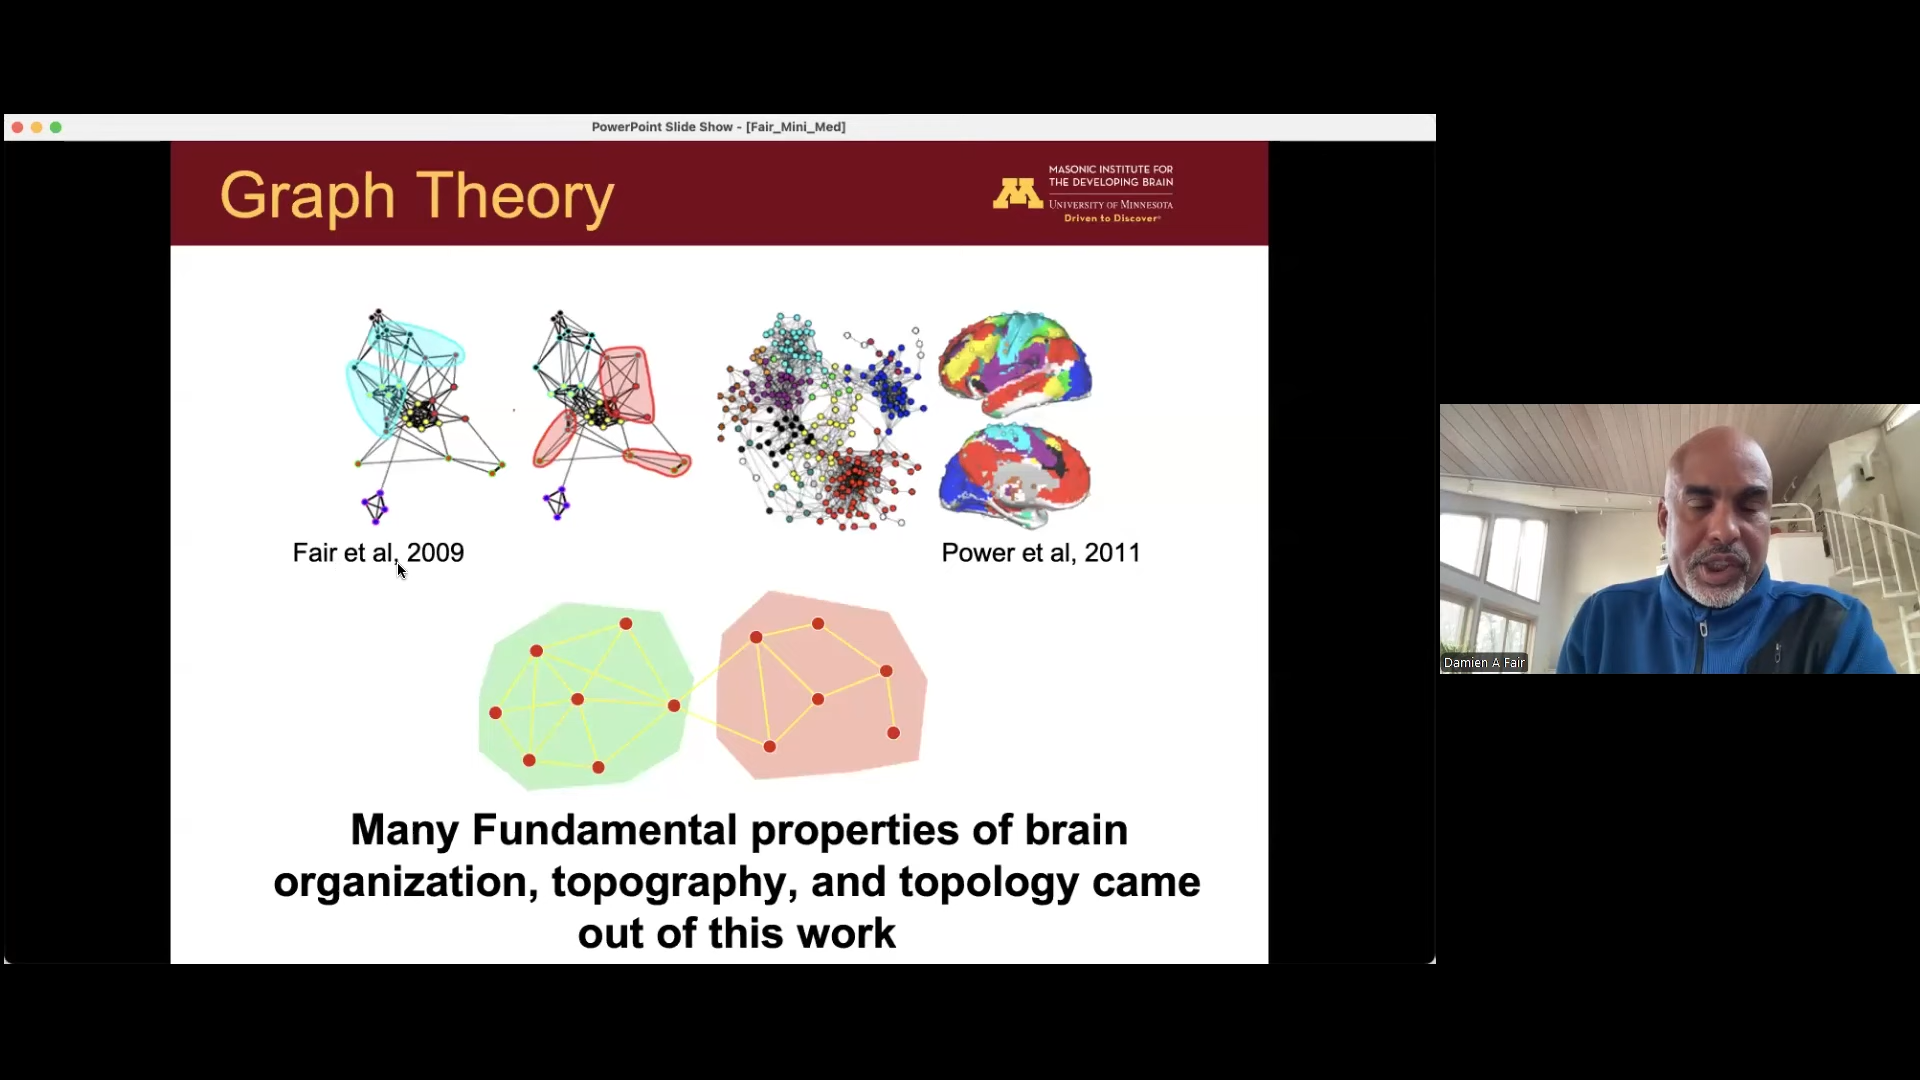 PowerPoint Slide Show - [Fair_Mini_Med]
Graph Theory
MASONIC INSTITUTE FOR
THE DEVELOPING BRAIN
UNIVERSITY OF MINNESOTA
Driven to Discover®
Fair et al, 2009
Power et al, 2011
Many Fundamental properties of brain
organization, topography, and topology came
out of this work
Damien A Fair